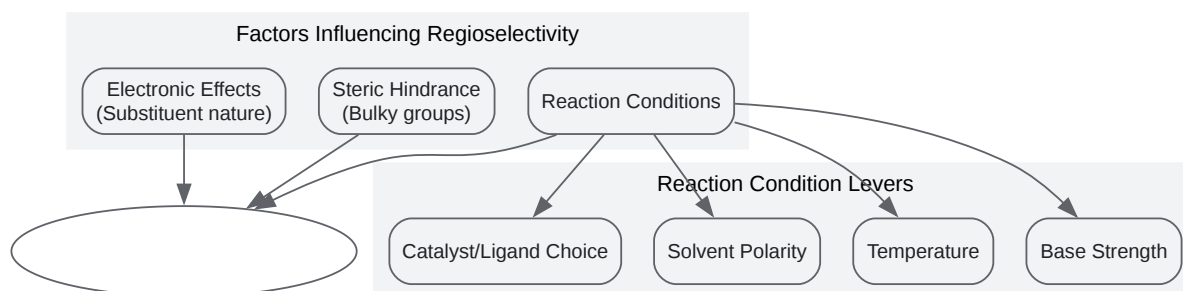 Factors Influencing Regioselectivity
Electronic Effects
(Substituent nature)
Steric Hindrance
(Bulky groups)
Reaction Conditions
Reaction Condition Levers
Catalyst/Ligand Choice
Solvent Polarity
Temperature
Base Strength